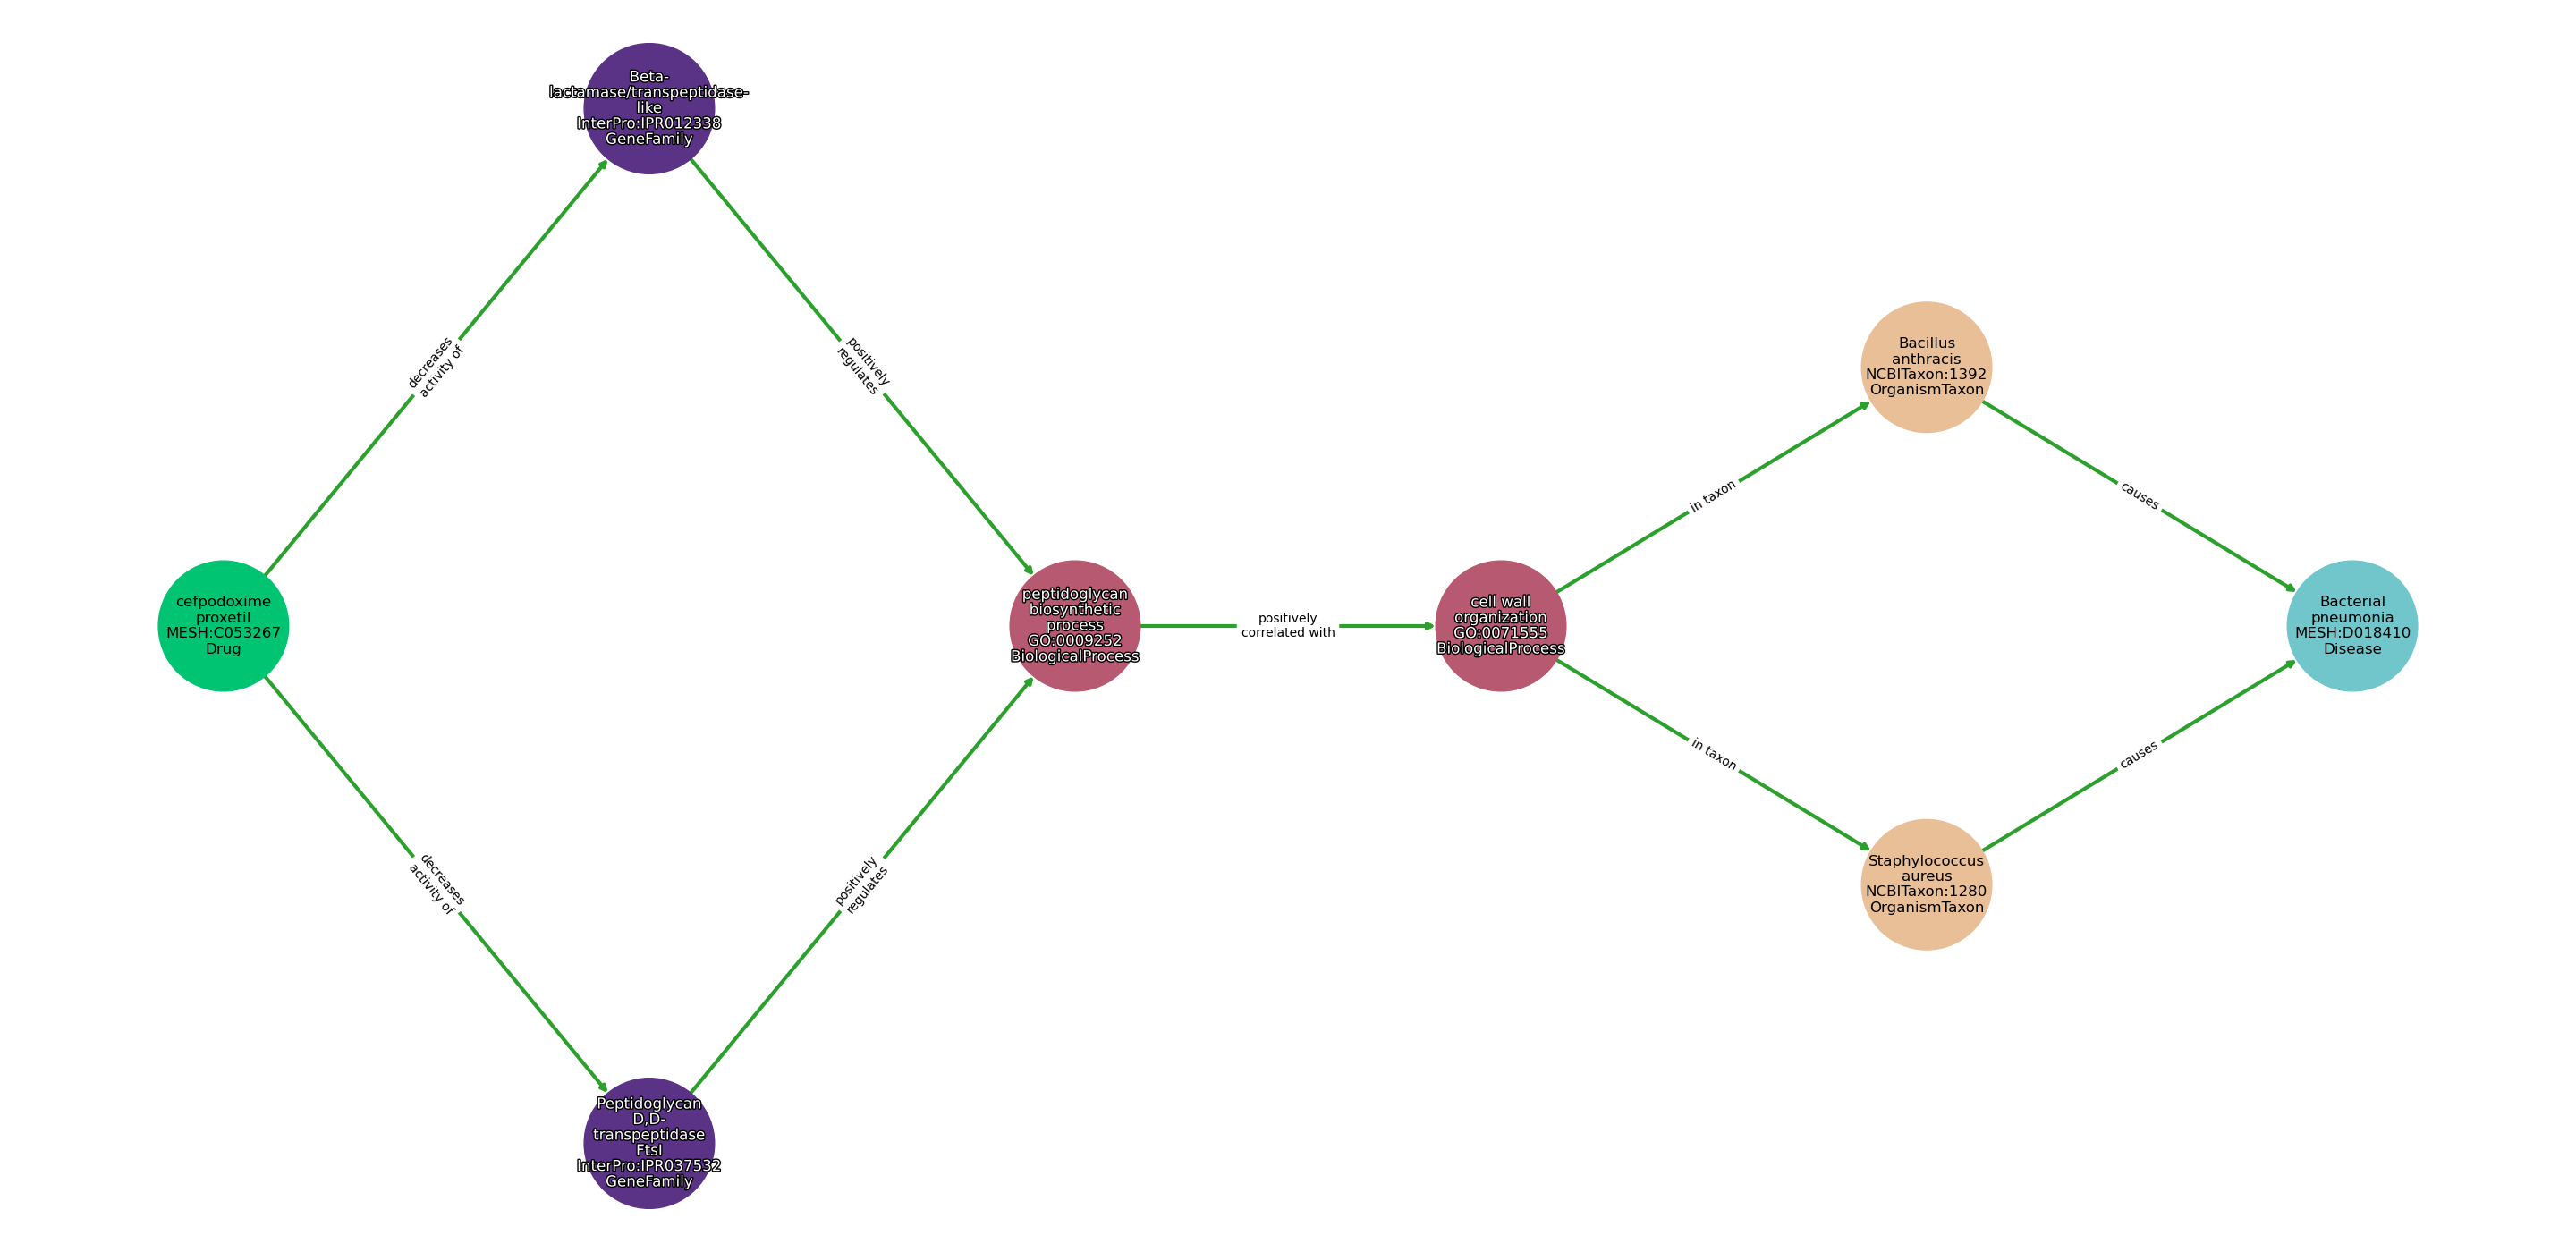 Beta-
lactamase/transpeptidase-
like
InterPro:IPR012338
GeneFamily
decreases
activity of
positively
regulates
Bacillus
anthracis
NCBITaxon:1392
OrganismTaxon
in taxon
causes
cefpodoxime
proxetil
MESH:C053267
Drug
peptidoglycan
biosynthetic
process
GO:0009252
BiologicalProcess
positively
correlated with
cell wall
organization
GO:0071555
BiologicalProcess
Bacterial
pneumonia
MESH:D018410
Disease
in taxon
causes
Staphylococcus
aureus
NCBITaxon:1280
OrganismTaxon
decreases
activity of
positively
regulates
Peptidoglycan
D,D-
transpeptidase
FtsI
InterPro:IPR037532
GeneFamily